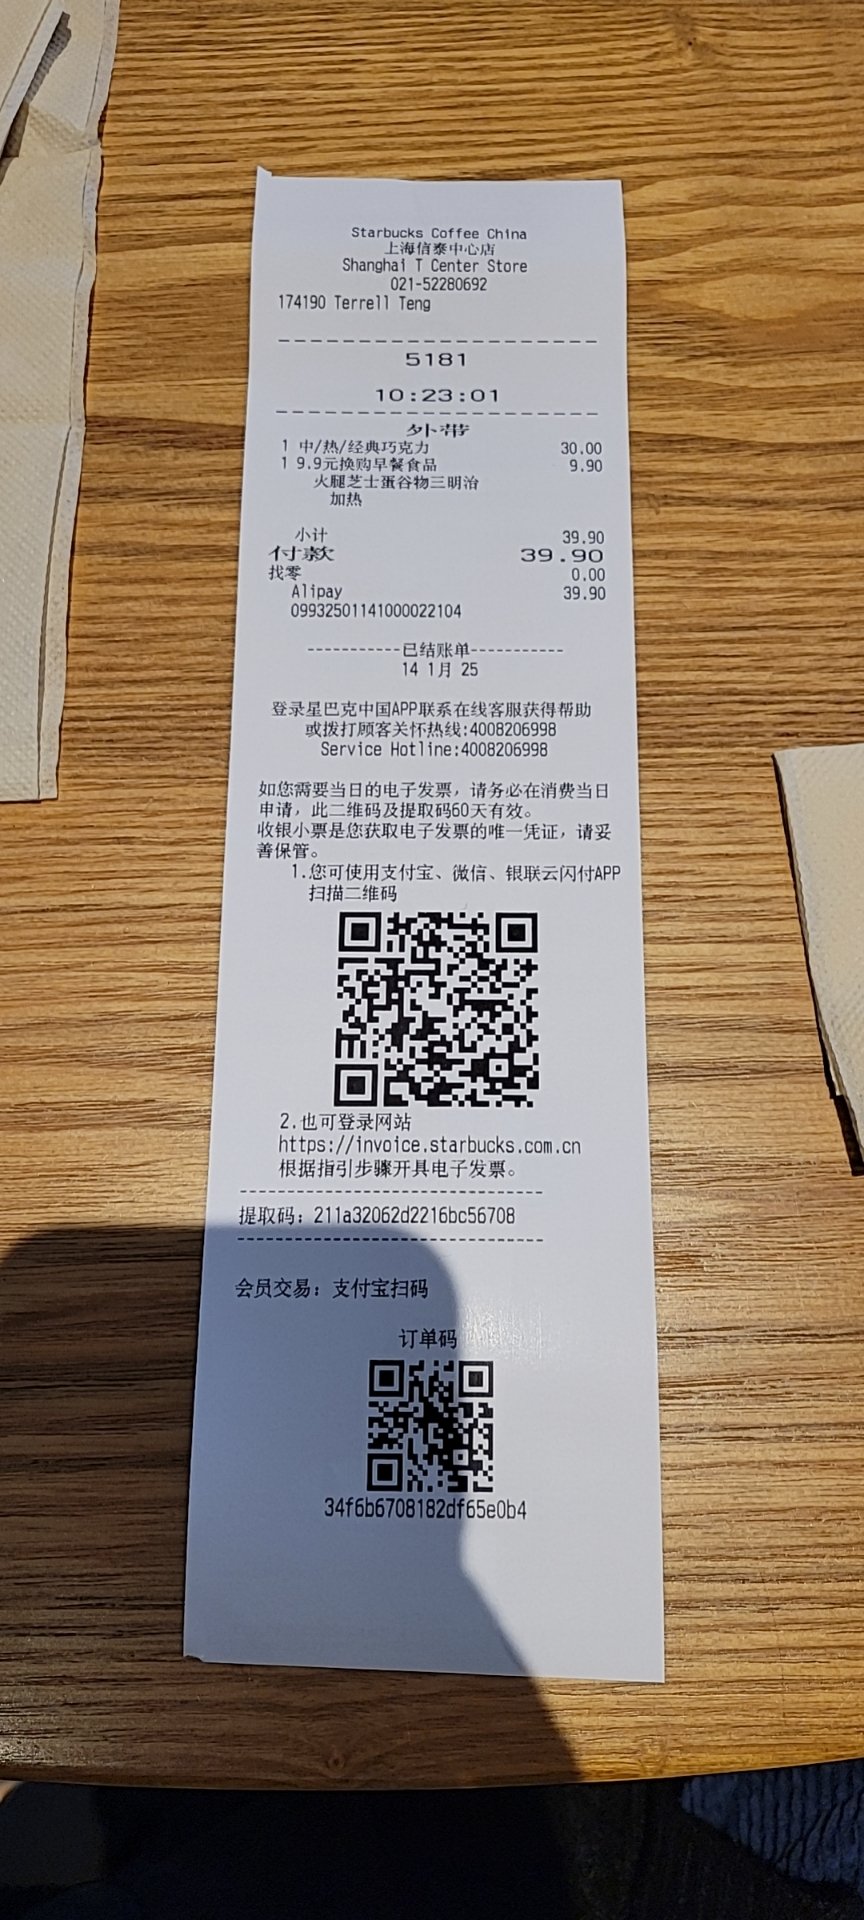 Starbucks Coffee China
上海信泰中心店
Shanghai T Center Store
021-52280692
174190 Terrell Teng
5181
10:23:01
外带
1 中/热/经典巧克力 30.00
1 9.9元换购早餐食品 9.90
火腿芝士蛋谷物三明治
加热
小计 39.90
付款 39.90
找零 0.00
Alipay 39.90
09932501141000022104
-----------已结账单-----------
14 1月 25
登录星巴克中国APP联系在线客服获得帮助
或拨打顾客关怀热线:4008206998
Service Hotline:4008206998
如您需要当日的电子发票，请务必在消费当日
申请，此二维码及提取码60天有效。
收银小票是您获取电子发票的唯一凭证，请妥
善保管。
1.您可使用支付宝、微信、银联云闪付APP
扫描二维码
2.也可登录网站
https://invoice.starbucks.com.cn
根据指引步骤开具电子发票。
提取码：211a32062d2216bc56708
会员交易：支付宝扫码
订单码
34f6b6708182df65e0b4